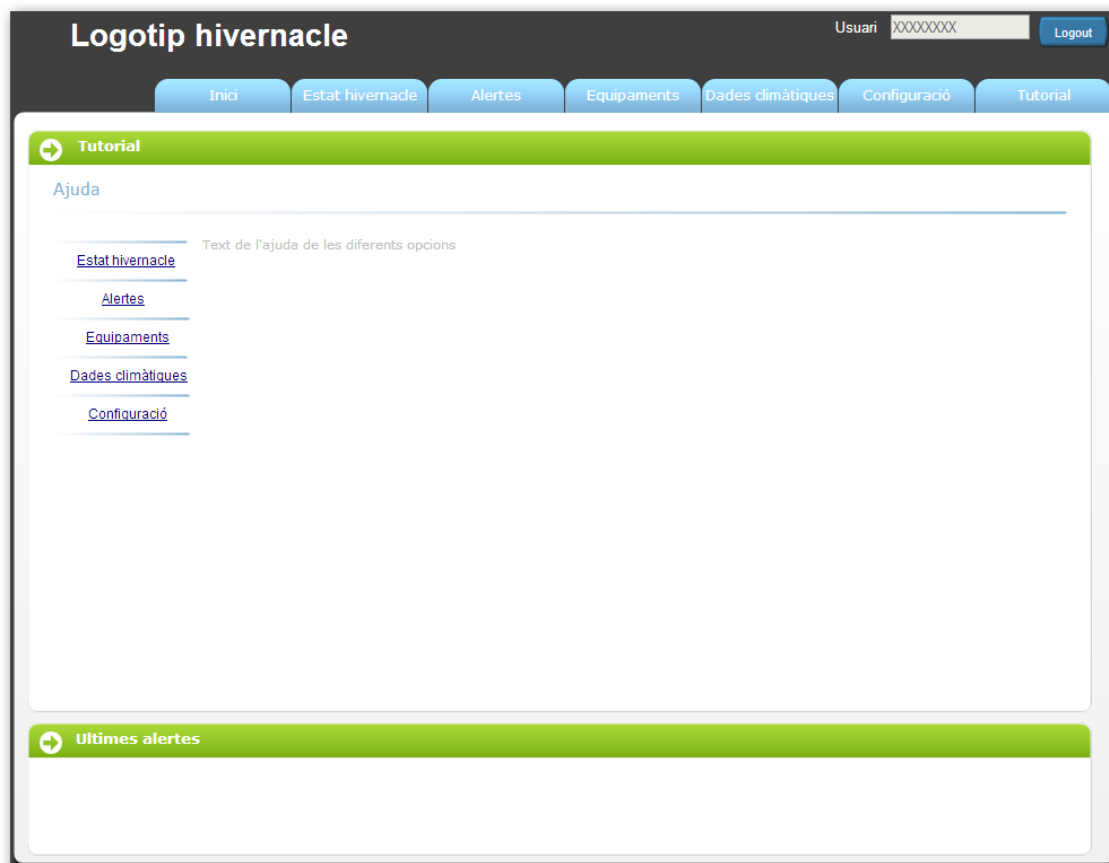 Logotip hivernacle
Usuari XXXXXXXX Logout
Inici Estat hivernacle Alertes Equipaments Dades climàtiques Configuració Tutorial
Tutorial
Ajuda
Text de l'ajuda de les diferents opcions
Estat hivernacle
Alertes
Equipaments
Dades climàtiques
Configuració
Ultimes alertes